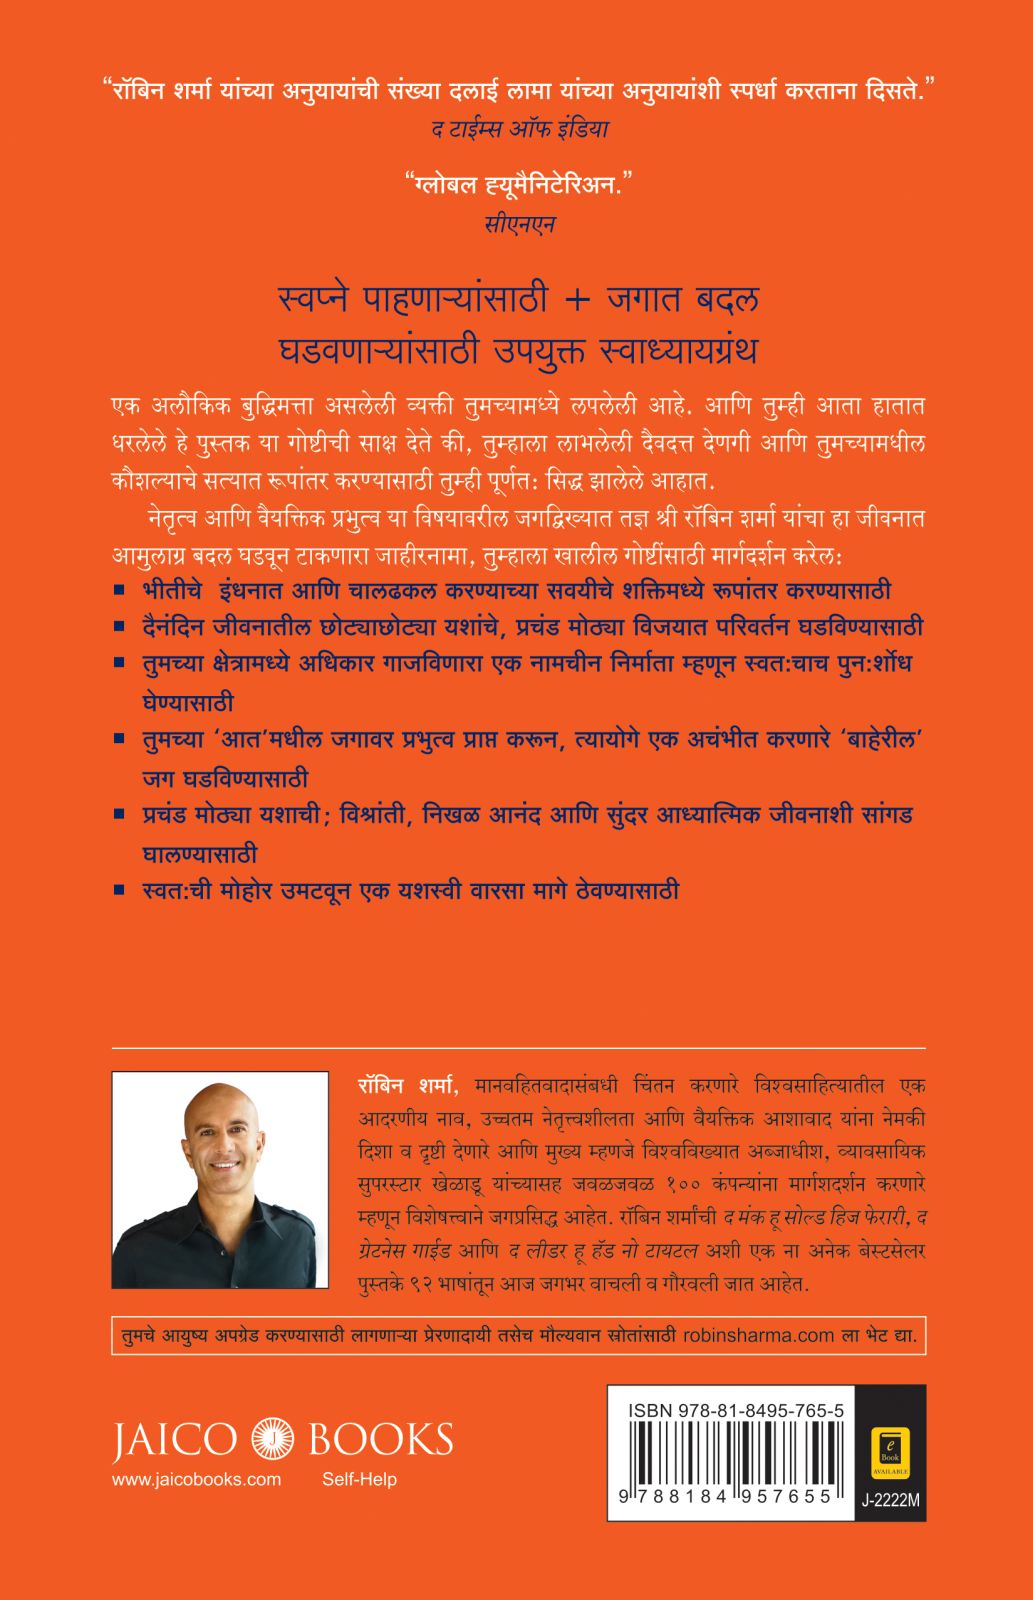 “रॉबिन शर्मा यांच्या अनुयायांची संख्या दलाई लामा यांच्या अनुयायांशी स्पर्धा करताना दिसते.”
द टाईम्स ऑफ इंडिया
“ग्लोबल ह्यूमैनिटेरिअन.”
सीएनएन
स्वप्ने पाहणाऱ्यांसाठी + जगात बदल
घडवणाऱ्यांसाठी उपयुक्त स्वाध्यायग्रंथ
एक अलौकिक बुद्धिमत्ता असलेली व्यक्ती तुमच्यामध्ये लपलेली आहे. आणि तुम्ही आता हातात
धरलेले हे पुस्तक या गोष्टीची साक्ष देते की, तुम्हाला लाभलेली दैवदत्त देणगी आणि तुमच्यामधील
कौशल्याचे सत्यात रूपांतर करण्यासाठी तुम्ही पूर्णत: सिद्ध झालेले आहात.
नेतृत्व आणि वैयक्तिक प्रभुत्व या विषयावरील जगद्विख्यात तज्ञ श्री रॉबिन शर्मा यांचा हा जीवनात
आमुलाग्र बदल घडवून टाकणारा जाहीरनामा, तुम्हाला खालील गोष्टींसाठी मार्गदर्शन करेल:
▪ भीतीचे इंधनात आणि चालढकल करण्याच्या सवयीचे शक्तिमध्ये रूपांतर करण्यासाठी
▪ दैनंदिन जीवनातील छोट्याछोट्या यशांचे, प्रचंड मोठ्या विजयात परिवर्तन घडविण्यासाठी
▪ तुमच्या क्षेत्रामध्ये अधिकार गाजविणारा एक नामचीन निर्माता म्हणून स्वत:चाच पुन:र्शोध
घेण्यासाठी
▪ तुमच्या ‘आत’मधील जगावर प्रभुत्व प्राप्त करून, त्यायोगे एक अचंभीत करणारे ‘बाहेरील’
जग घडविण्यासाठी
▪ प्रचंड मोठ्या यशाची; विश्रांती, निखळ आनंद आणि सुंदर आध्यात्मिक जीवनाशी सांगड
घालण्यासाठी
▪ स्वत:ची मोहोर उमटवून एक यशस्वी वारसा मागे ठेवण्यासाठी
रॉबिन शर्मा, मानवहितवादासंबधी चिंतन करणारे विश्वसाहित्यातील एक
आदरणीय नाव, उच्चतम नेतृत्त्वशीलता आणि वैयक्तिक आशावाद यांना नेमकी
दिशा व दृष्टी देणारे आणि मुख्य म्हणजे विश्वविख्यात अब्जाधीश, व्यावसायिक
सुपरस्टार खेळाडू यांच्यासह जवळजवळ १०० कंपन्यांना मार्गशदर्शन करणारे
म्हणून विशेषत्त्वाने जगप्रसिद्ध आहेत. रॉबिन शर्मांची द मंक हू सोल्ड हिज फेरारी, द
ग्रेटनेस गाईड आणि द लीडर हू हॅड नो टायटल अशी एक ना अनेक बेस्टसेलर
पुस्तके ९२ भाषांतून आज जगभर वाचली व गौरवली जात आहेत.
तुमचे आयुष्य अपग्रेड करण्यासाठी लागणाऱ्या प्रेरणादायी तसेच मौल्यवान स्रोतांसाठी robinsharma.com ला भेट द्या.
JAICO J BOOKS
www.jaicobooks.com Self-Help
ISBN 978-81-8495-765-5
9 788184 957655
e
Book
AVAILABLE
J-2222M